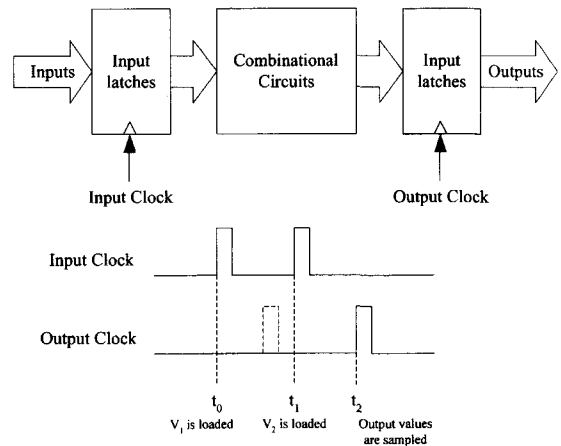 Inputs
Input
latches
Combinational
Circuits
Input
latches
Outputs
Input Clock
Output Clock
Input Clock
Output Clock
t0 t1 t2
V1 is loaded V2 is loaded Output values
are sampled